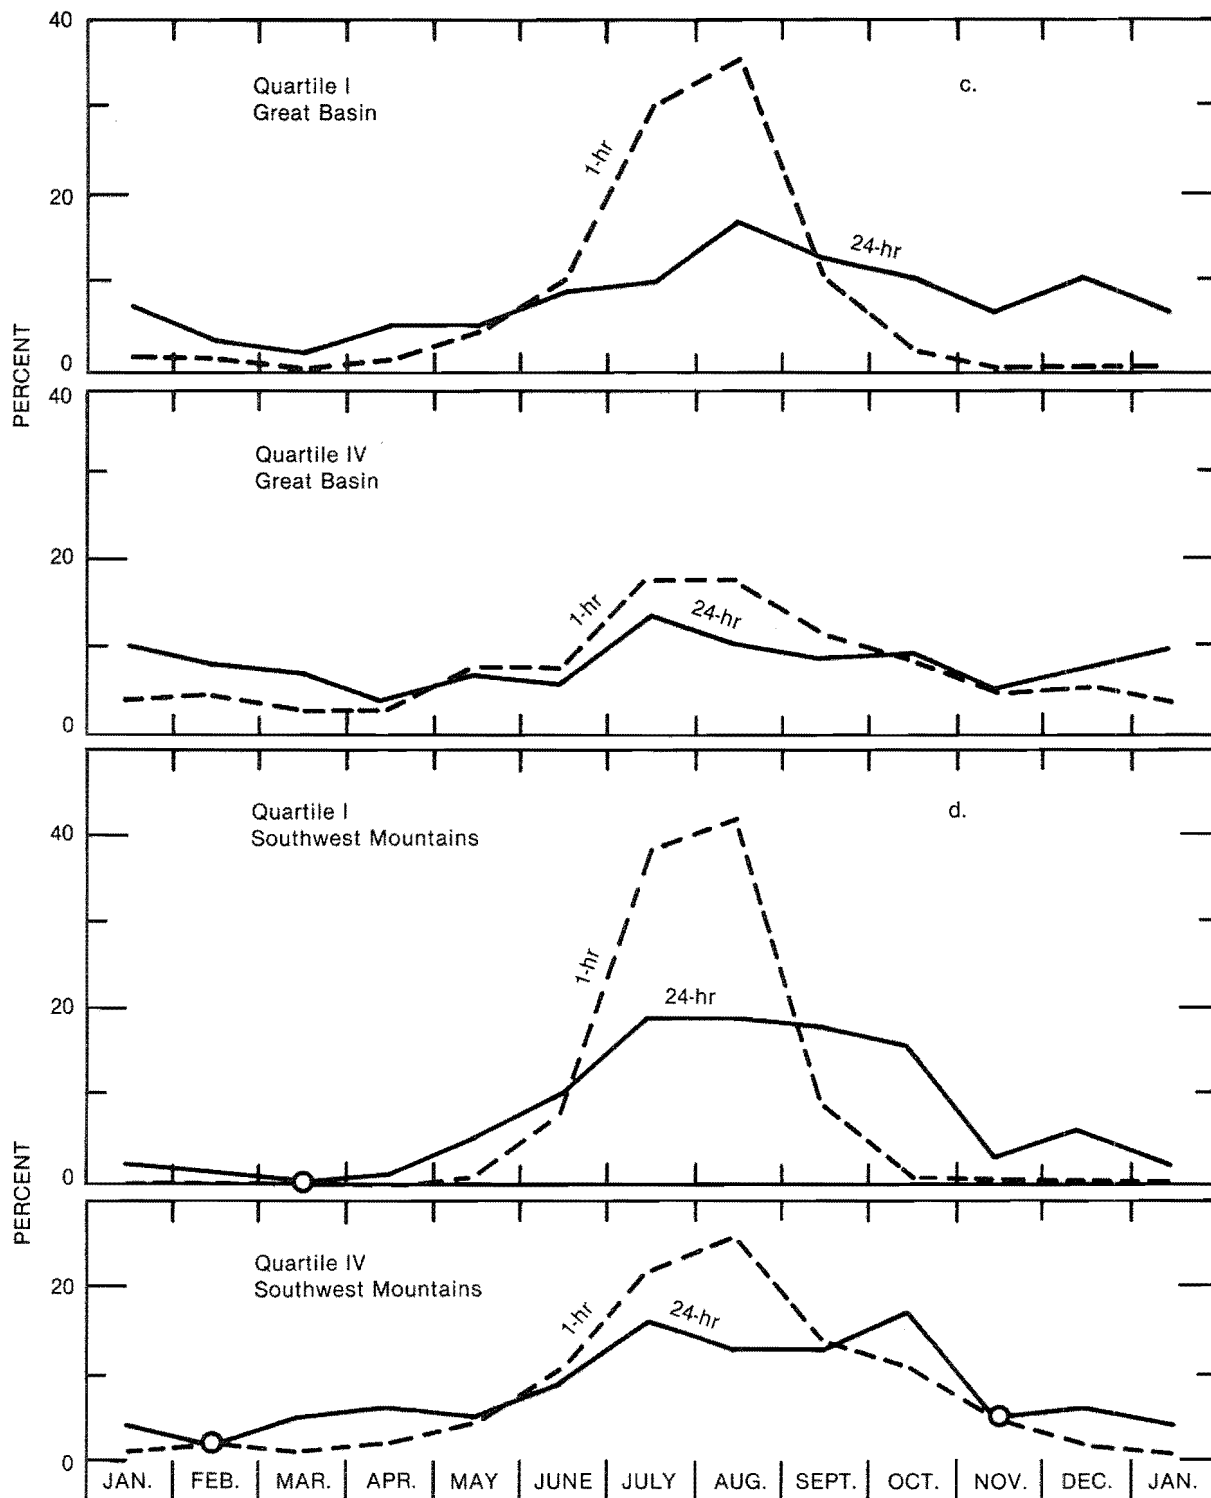 40
Quartile I
Great Basin
c.
1-hr
20
24-hr
0
PERCENT
40
Quartile IV
Great Basin
20
1-hr
24-hr
0
Quartile I
Southwest Mountains
d.
40
1-hr
24-hr
20
0
PERCENT
Quartile IV
Southwest Mountains
20
1-hr
24-hr
0
JAN. FEB. MAR. APR. MAY JUNE JULY AUG. SEPT. OCT. NOV. DEC. JAN.